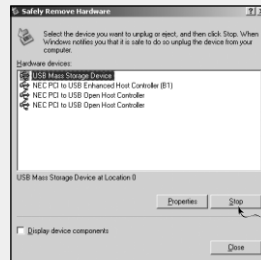 Safely Remove Hardware
Select the device you want to unplug or eject, and then click Stop. When
Windows notifies you that it is safe to do so unplug the device from your
computer.
Hardware devices:
USB Mass Storage Device
NEC PCI to USB Enhanced Host Controller (B1)
NEC PCI to USB Open Host Controller
NEC PCI to USB Open Host Controller
USB Mass Storage Device at Location 0
Properties
Stop
Display device components
Close